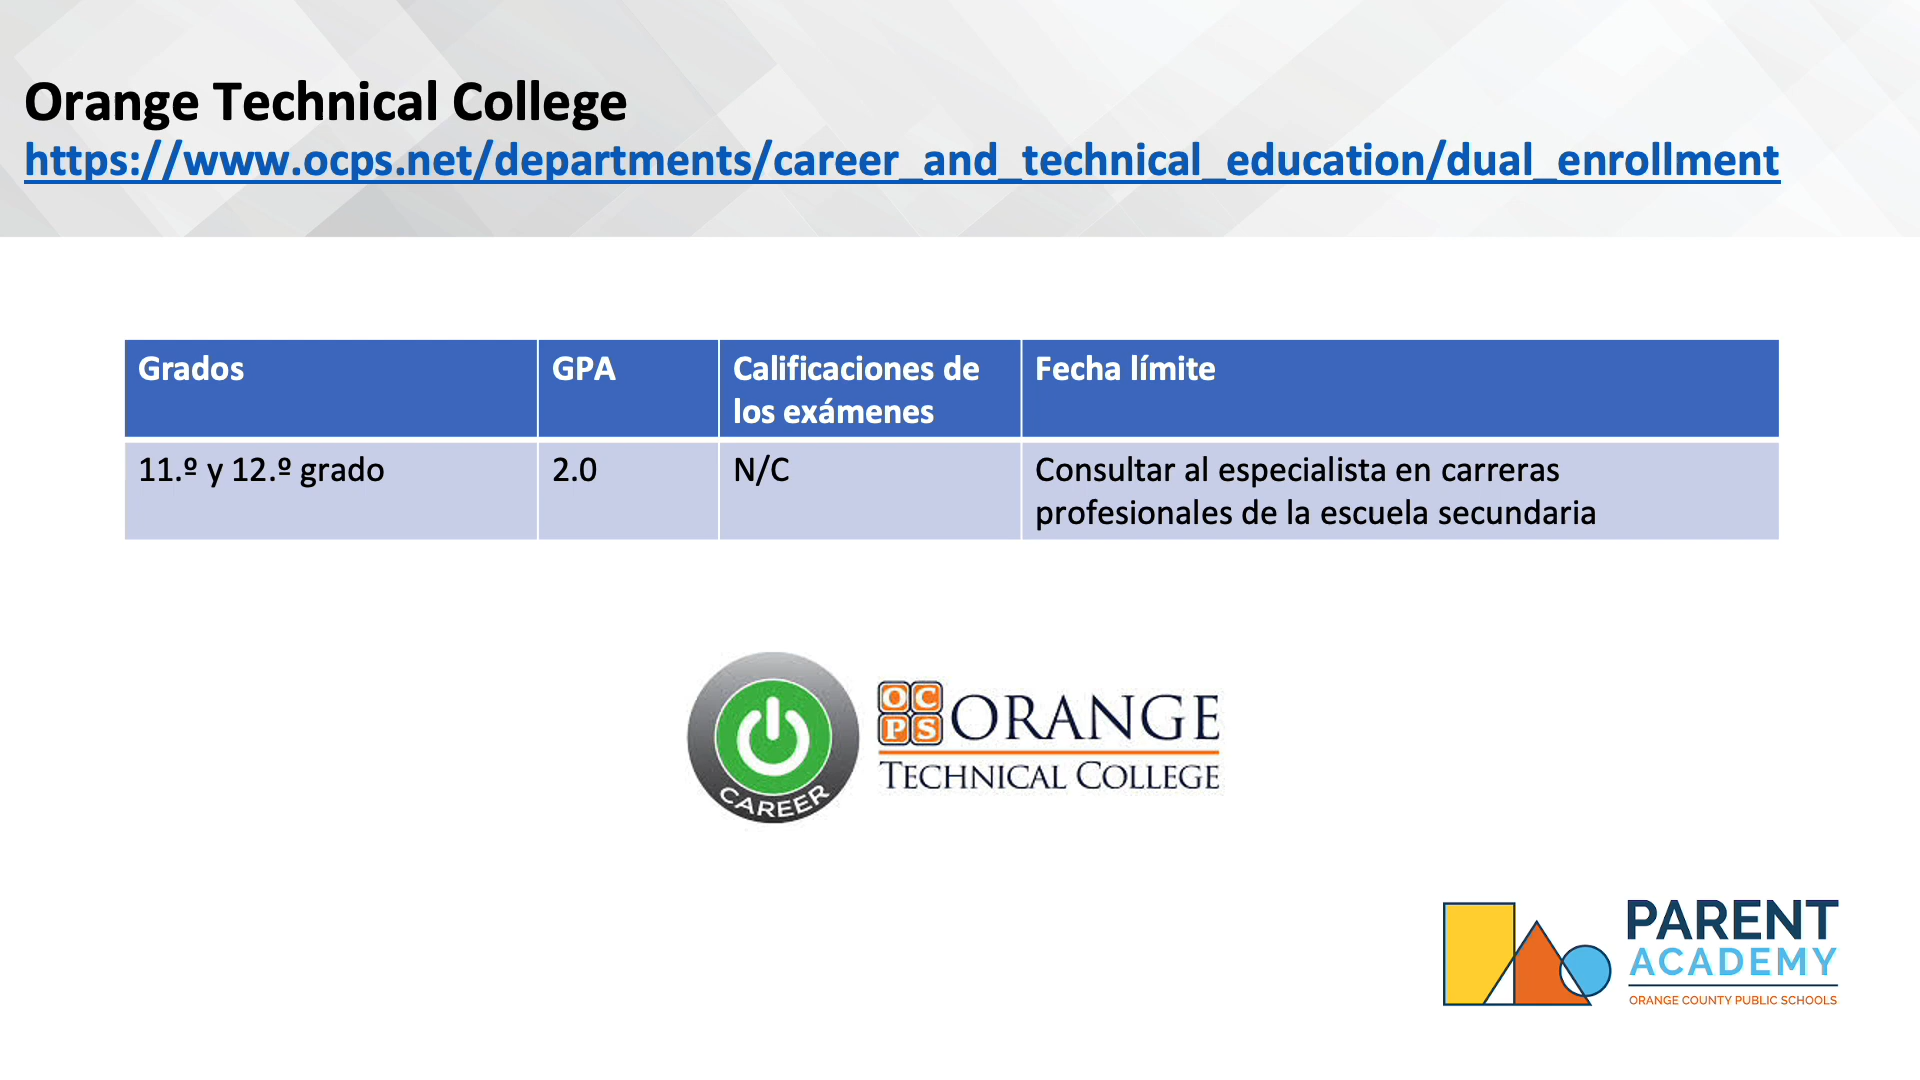 Orange Technical College
https://www.ocps.net/departments/career_and_technical_education/dual_enrollment
Grados
GPA
Calificaciones de
los exámenes
Fecha límite
11.º y 12.º grado
2.0
N/C
Consultar al especialista en carreras
profesionales de la escuela secundaria
CAREER
OC
PS
ORANGE
TECHNICAL COLLEGE
PARENT
ACADEMY
ORANGE COUNTY PUBLIC SCHOOLS